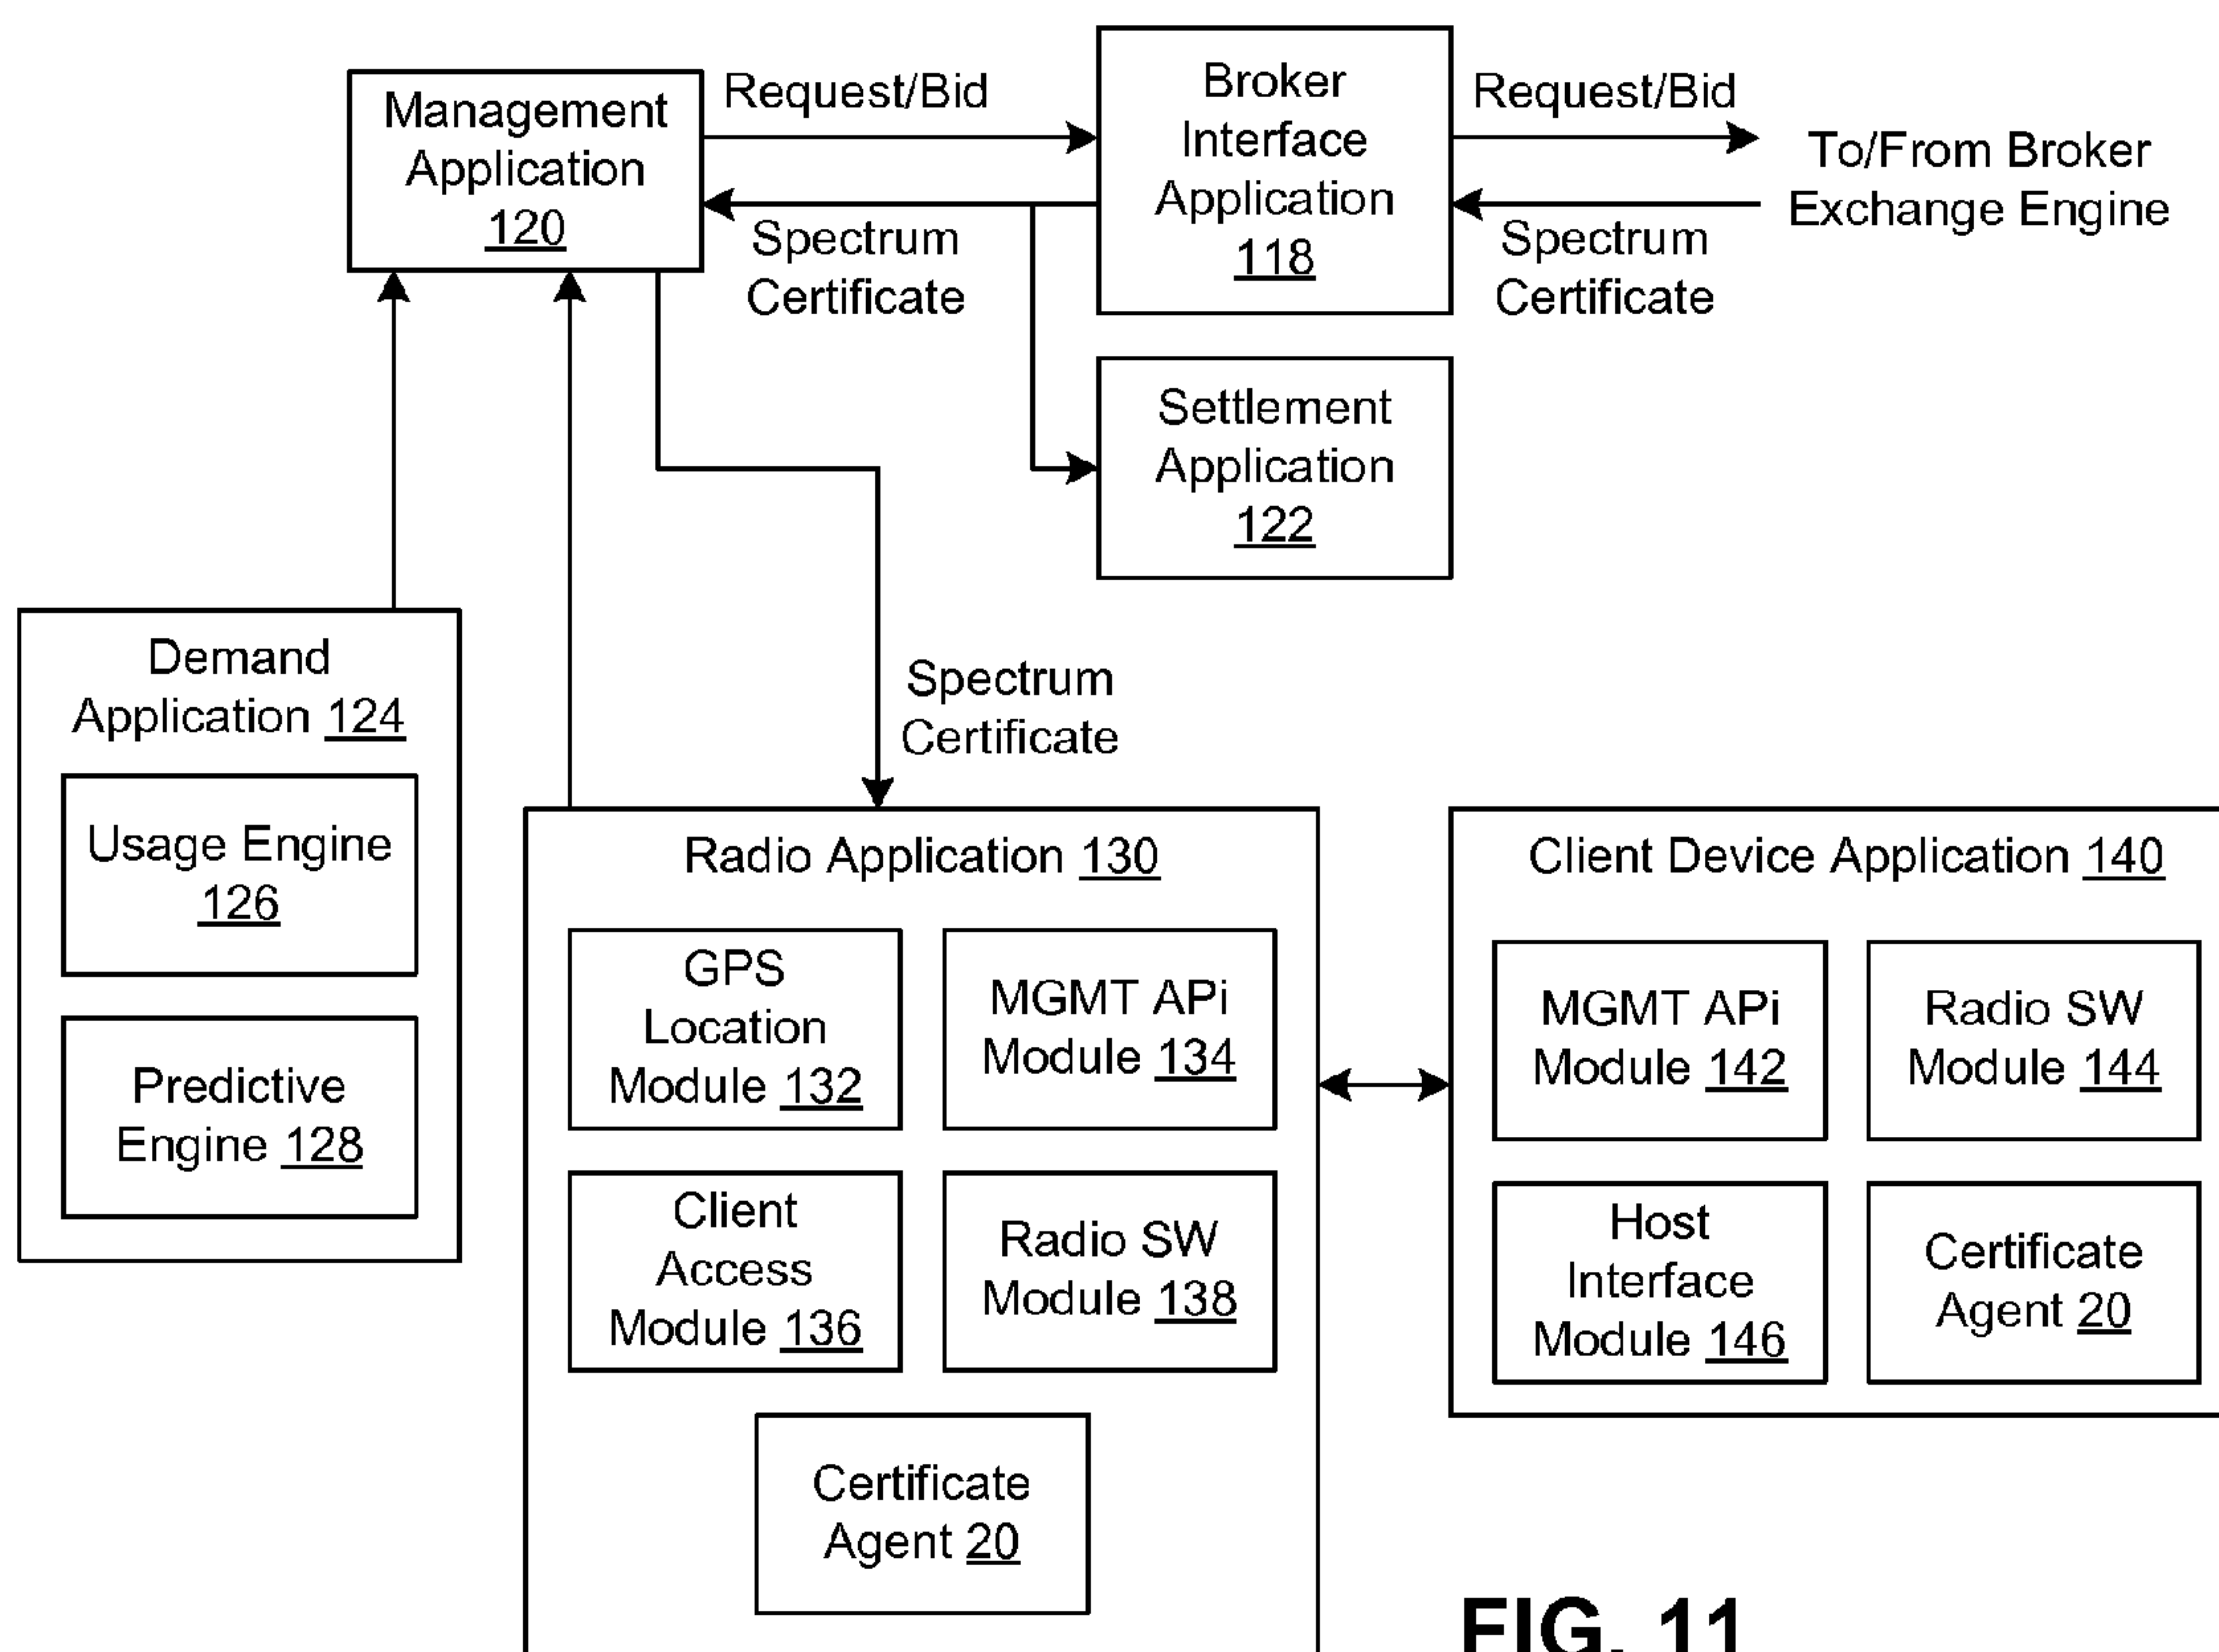 Management
Application
120
Request/Bid
Spectrum
Certificate
Broker
Interface
Application
118
Request/Bid
Spectrum
Certificate
To/From Broker
Exchange Engine
Settlement
Application
122
Demand
Application 124
Usage Engine
126
Predictive
Engine 128
Spectrum
Certificate
Radio Application 130
GPS
Location
Module 132
MGMT APi
Module 134
Client
Access
Module 136
Radio SW
Module 138
Certificate
Agent 20
Client Device Application 140
MGMT APi
Module 142
Radio SW
Module 144
Host
Interface
Module 146
Certificate
Agent 20
FIG. 11